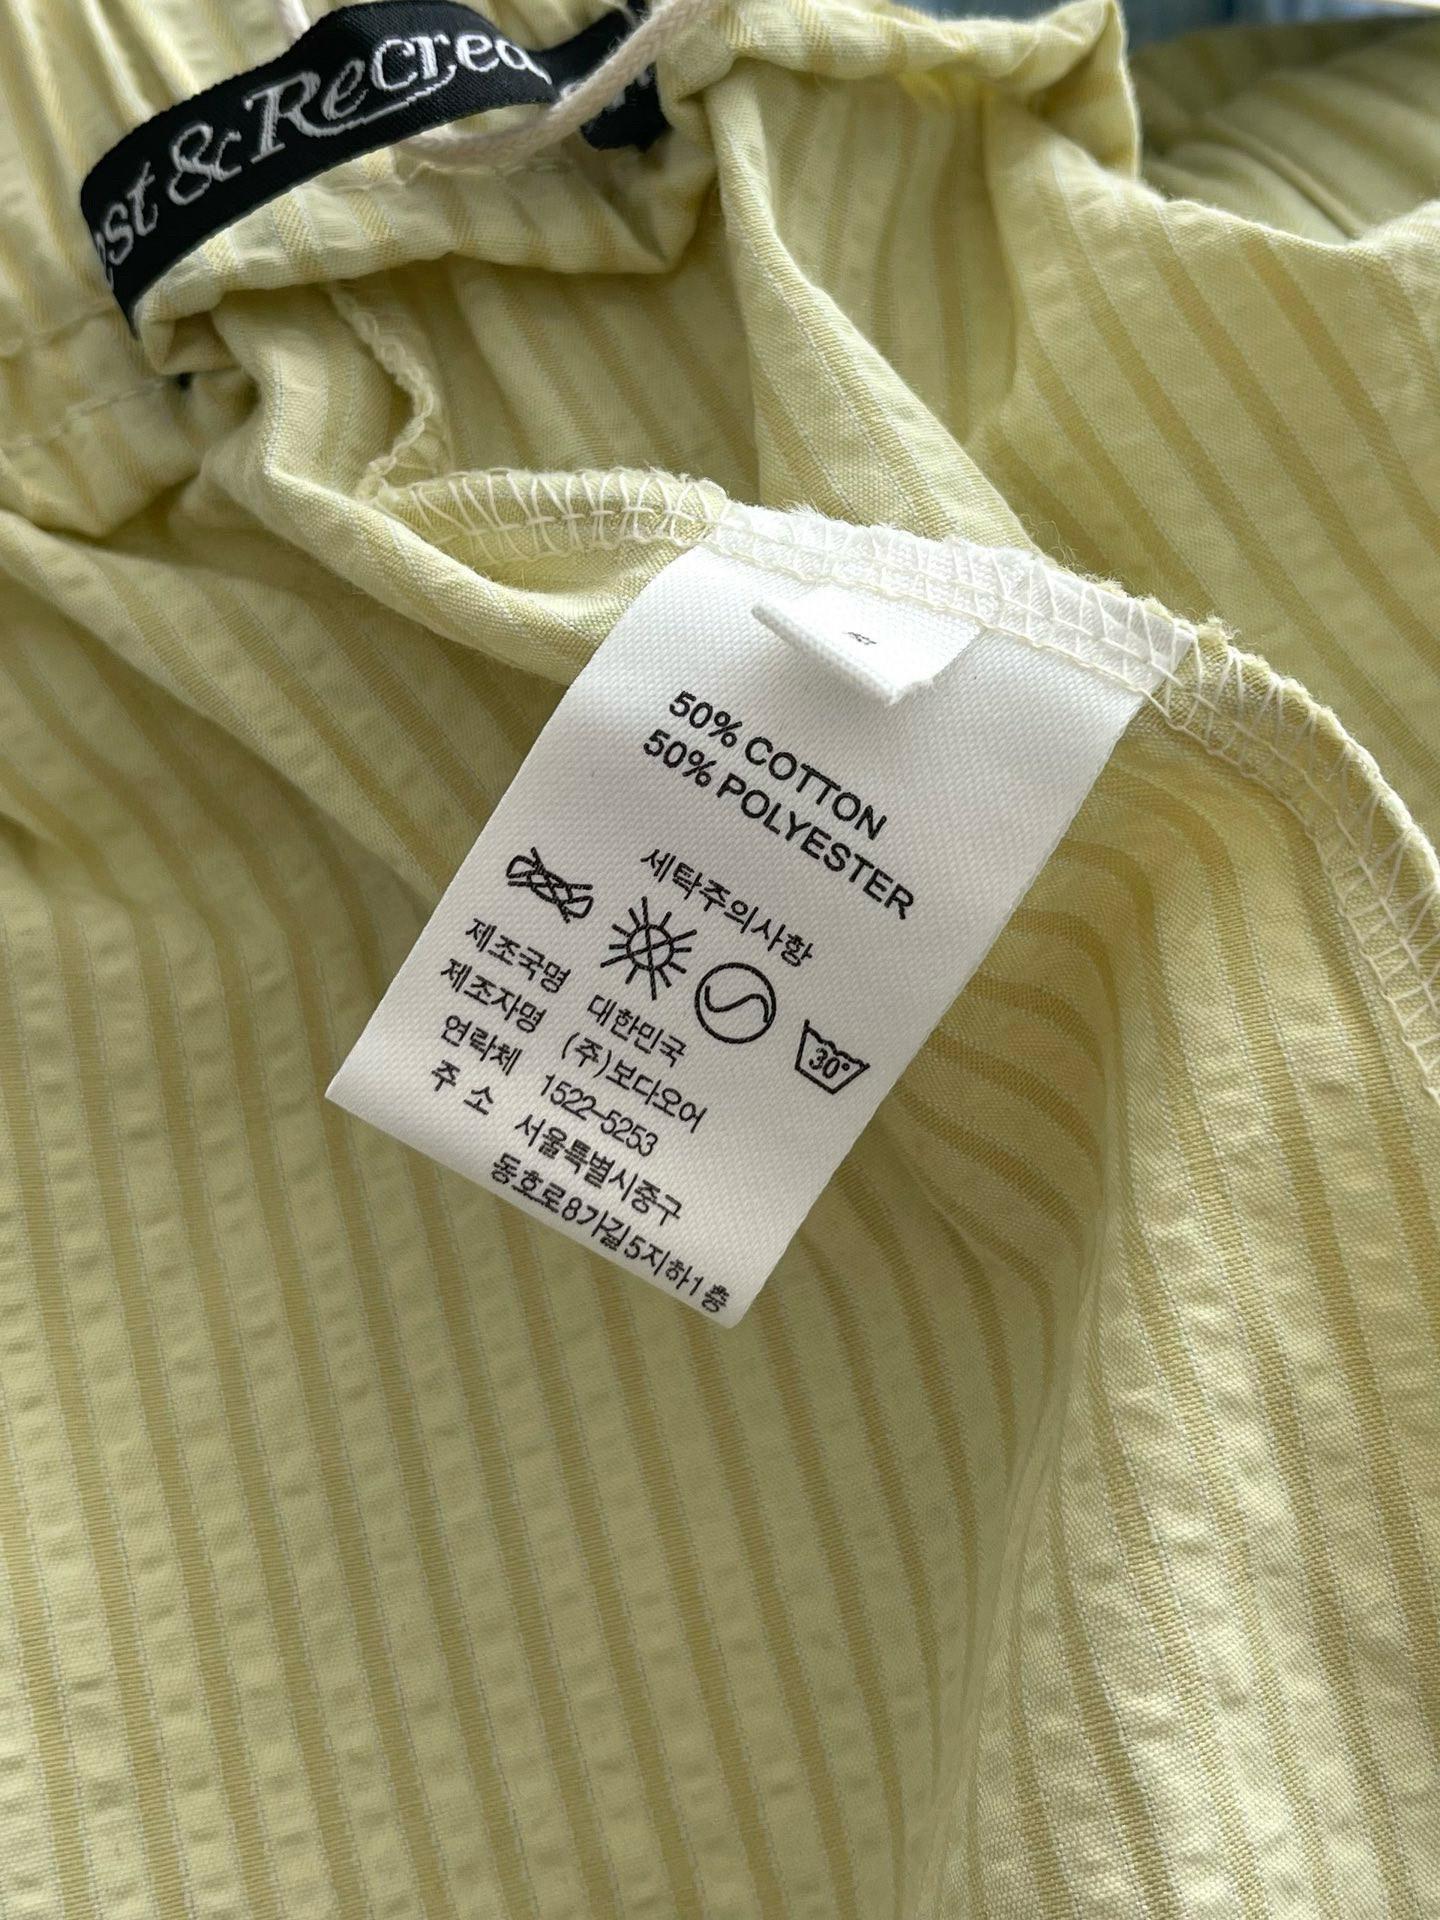 est & Recrea
50% COTTON
50% POLYESTER
세탁주의사항
30°
제조국명 대한민국
제조자명 (주)보다오어
연락체 1522-5253
주 소 서울특별시중구
동호로8가길5지하1층